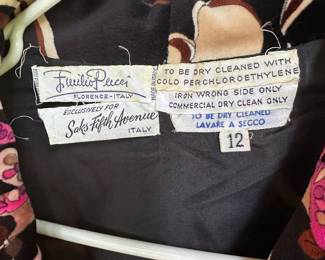 Emilio Pucci
FLORENCE - ITALY
EXCLUSIVELY FOR
Saks Fifth Avenue
ITALY
TO BE DRY CLEANED WITH
COLD PERCHLOROETHYLENE
IRON WRONG SIDE ONLY
COMMERCIAL DRY CLEAN ONLY
TO BE DRY CLEANED
LAVARE A SECCO
12